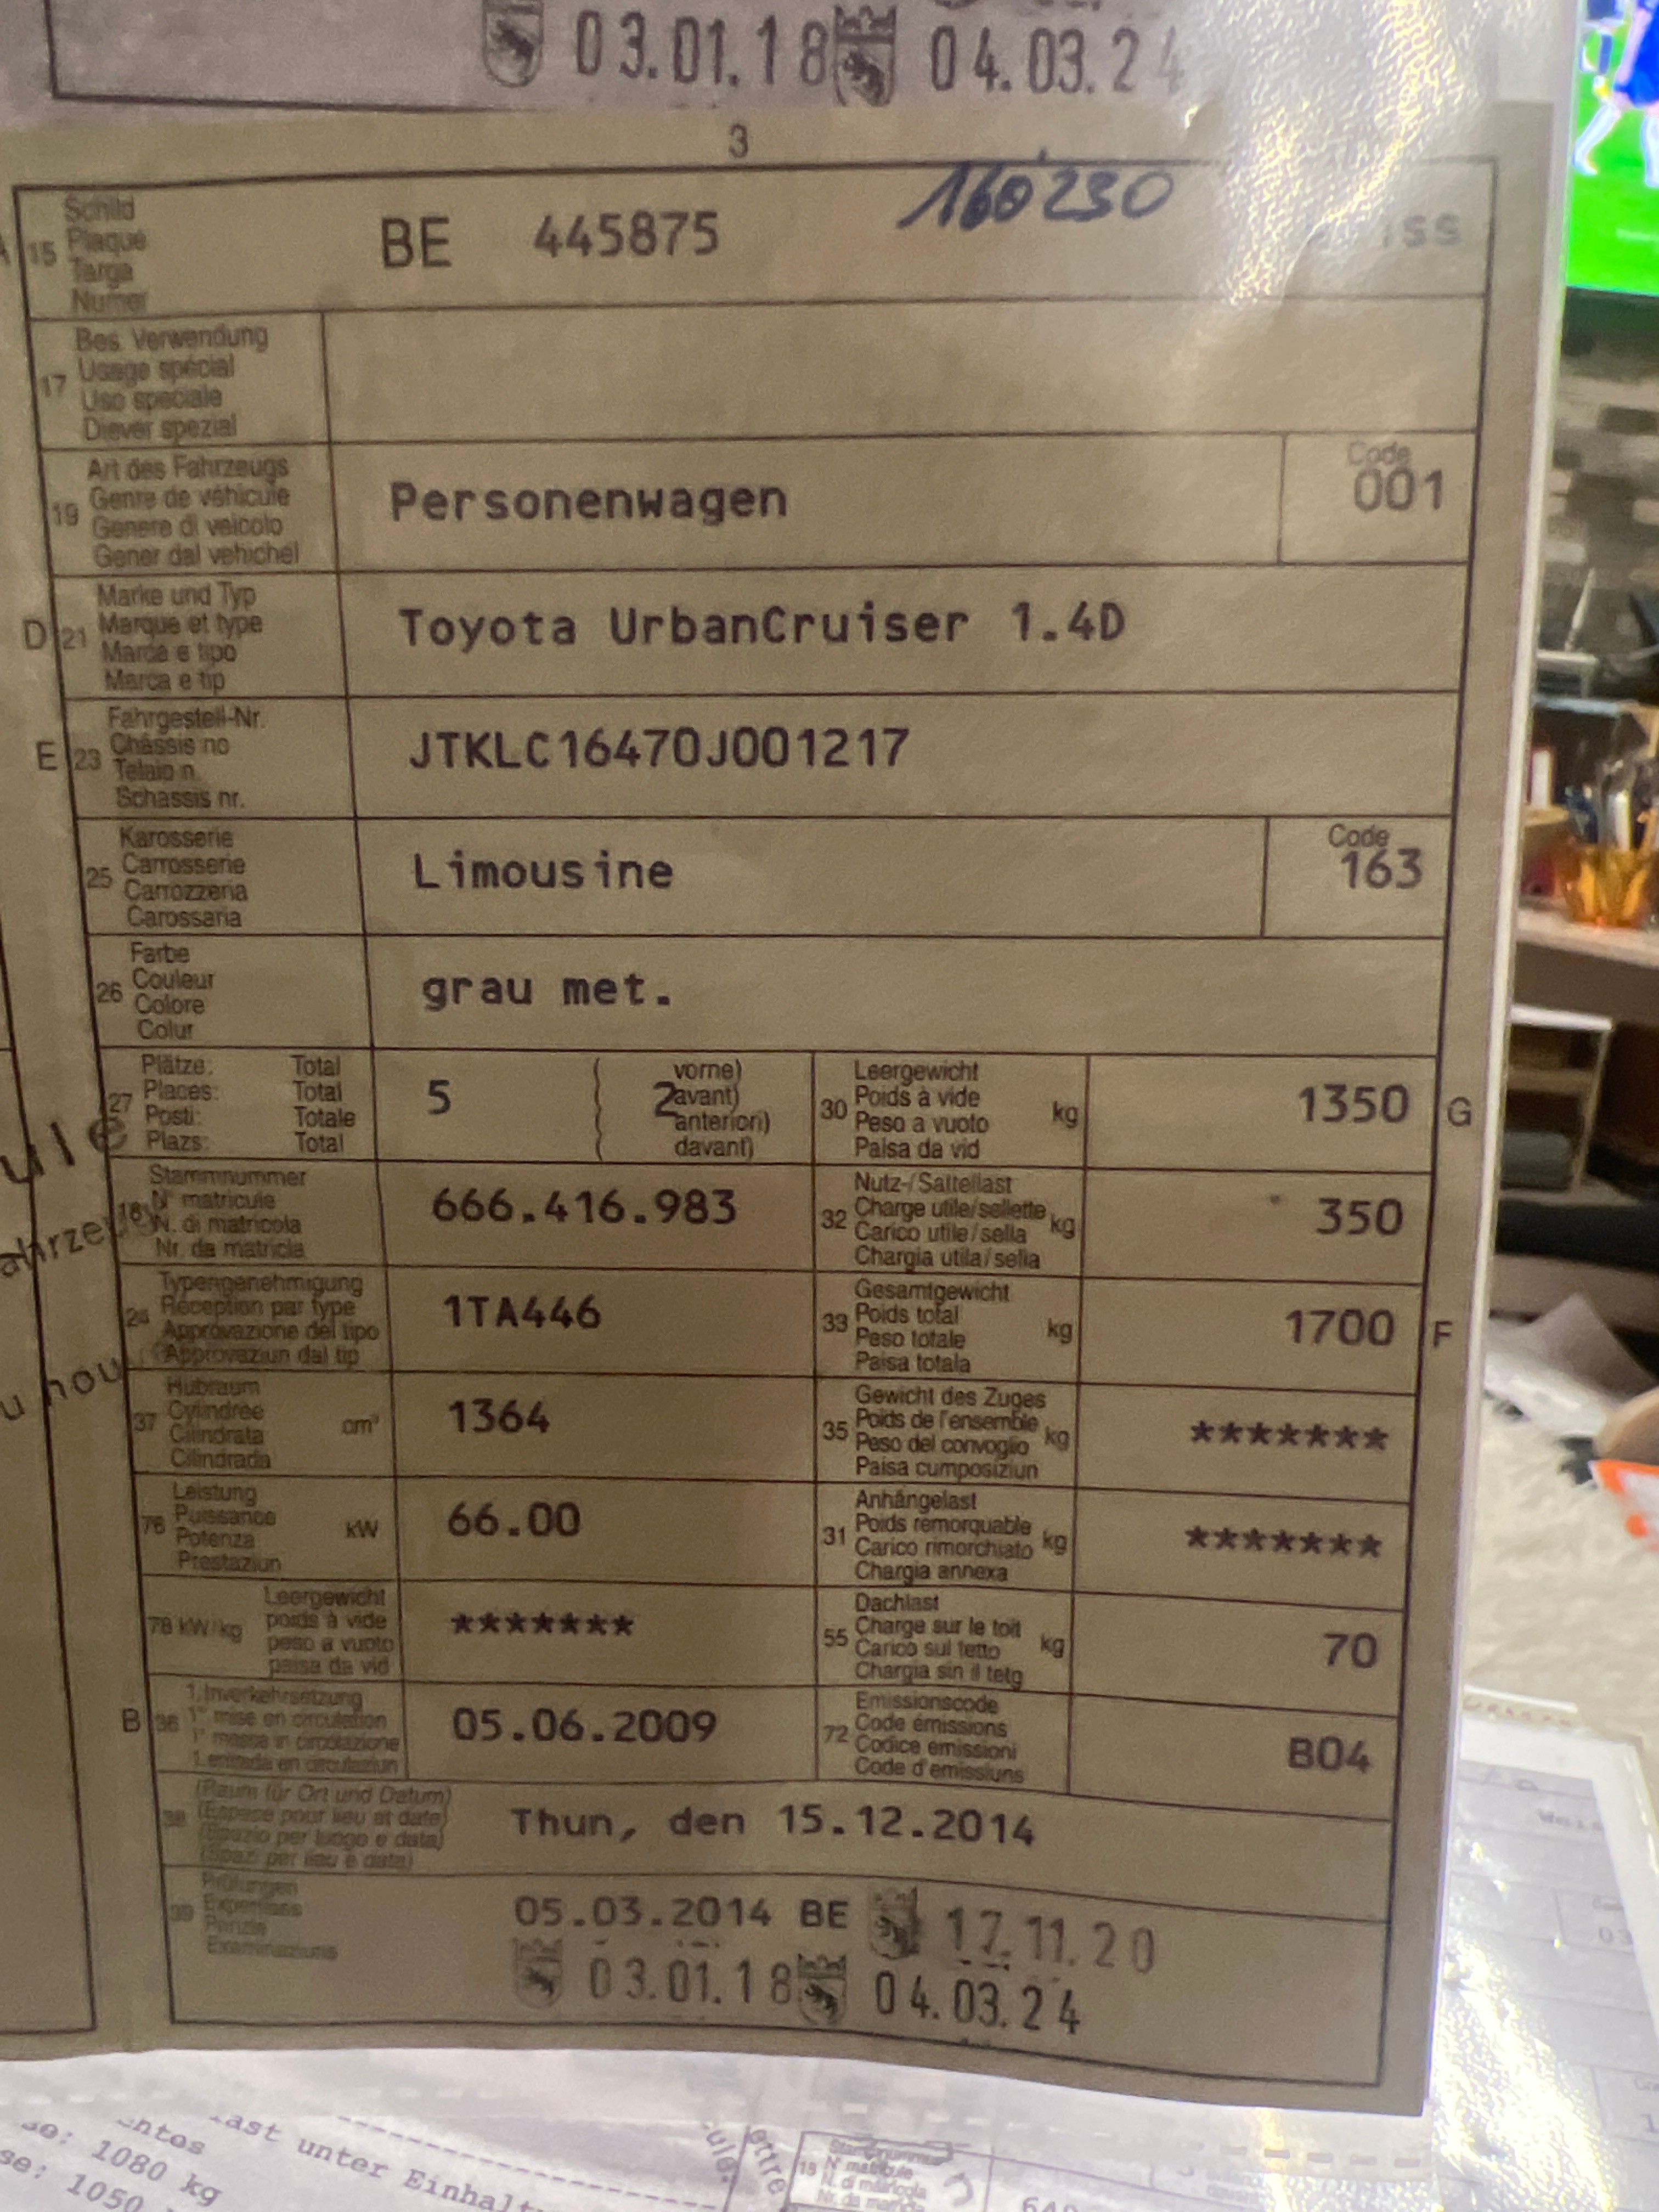 03.01.18 04.03.24
3
160'230
15 Schild
Plaque
Targa
Numer
BE 445875
17 Bes. Verwendung
Usage spécial
Uso speciale
Diever spezial
19 Art des Fahrzeugs
Genre de véhicule
Genere di veicolo
Gener dal vehichel
Personenwagen
Code
001
D 21 Marke und Typ
Marque et type
Marca e tipo
Marca e tip
Toyota UrbanCruiser 1.4D
E 23 Fahrgestell-Nr.
Châssis no
Telaio n.
Schassis nr.
JTKLC16470J001217
25 Karosserie
Carrosserie
Carrozzeria
Carossaria
Limousine
Code
163
26 Farbe
Couleur
Colore
Colur
grau met.
27 Plätze: Total
Places: Total
Posti: Totale
Plazs: Total
5
2
( vorne)
( avant)
( anteriori)
( davant)
30 Leergewicht
Poids à vide
Peso a vuoto
Paisa da vid
kg
1350 G
18 Stammnummer
N° matricule
N. di matricola
Nr. da matricla
666.416.983
32 Nutz-/Sattellast
Charge utile/sellette
Carico utile/sella
Chargia utila/sella
kg
350
24 Typengenehmigung
Réception par type
Approvazione del tipo
Approvaziun dal tip
1TA446
33 Gesamtgewicht
Poids total
Peso totale
Paisa totala
kg
1700 F
37 Hubraum
Cylindrée
Cilindrata
Cilindrada
cm³
1364
35 Gewicht des Zuges
Poids de l'ensemble
Peso del convoglio
Paisa cumposiziun
kg
*******
76 Leistung
Puissance
Potenza
Prestaziun
kW
66.00
31 Anhängelast
Poids remorquable
Carico rimorchiato
Chargia annexa
kg
*******
78 kW/kg
Leergewicht
poids à vide
peso a vuoto
paisa da vid
*******
55 Dachlast
Charge sur le toit
Carico sul tetto
Chargia sin il tetg
kg
70
B 36 1. Inverkehrsetzung
1re mise en circulation
1a messa in circolazione
1. entrada en circulaziun
05.06.2009
72 Emissionscode
Code émissions
Codice emissioni
Code d'emissiuns
B04
38 (Raum für Ort und Datum)
(Espace pour lieu et date)
(Spazio per luogo e data)
(Spazi per lieu e data)
Thun, den 15.12.2014
39 Prüfungen
Expertises
Perizie
Examinaziuns
05.03.2014 BE 17.11.20
03.01.18 04.03.24
1080 kg
1050
last unter Einhalt